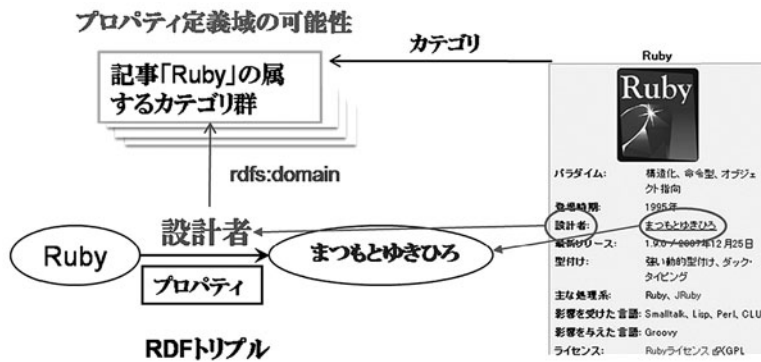 プロパティ定義域の可能性
カテゴリ
記事「Ruby」の属
するカテゴリ群
rdfs:domain
設計者
Ruby
まつもとゆきひろ
プロパティ
RDFトリプル
Ruby
Ruby
パラダイム: 構造化、命令型、オブジェ
クト指向
登場時期: 1995年
設計者: まつもとゆきひろ
最新リリース: 1.9.0 / 2007年12月25日
型付け: 強い動的型付け、ダック・
タイピング
主な処理系: Ruby、JRuby
影響を受けた言語: Smalltalk、Lisp、Perl、CLU
影響を与えた言語: Groovy
ライセンス: Rubyライセンス (GPL